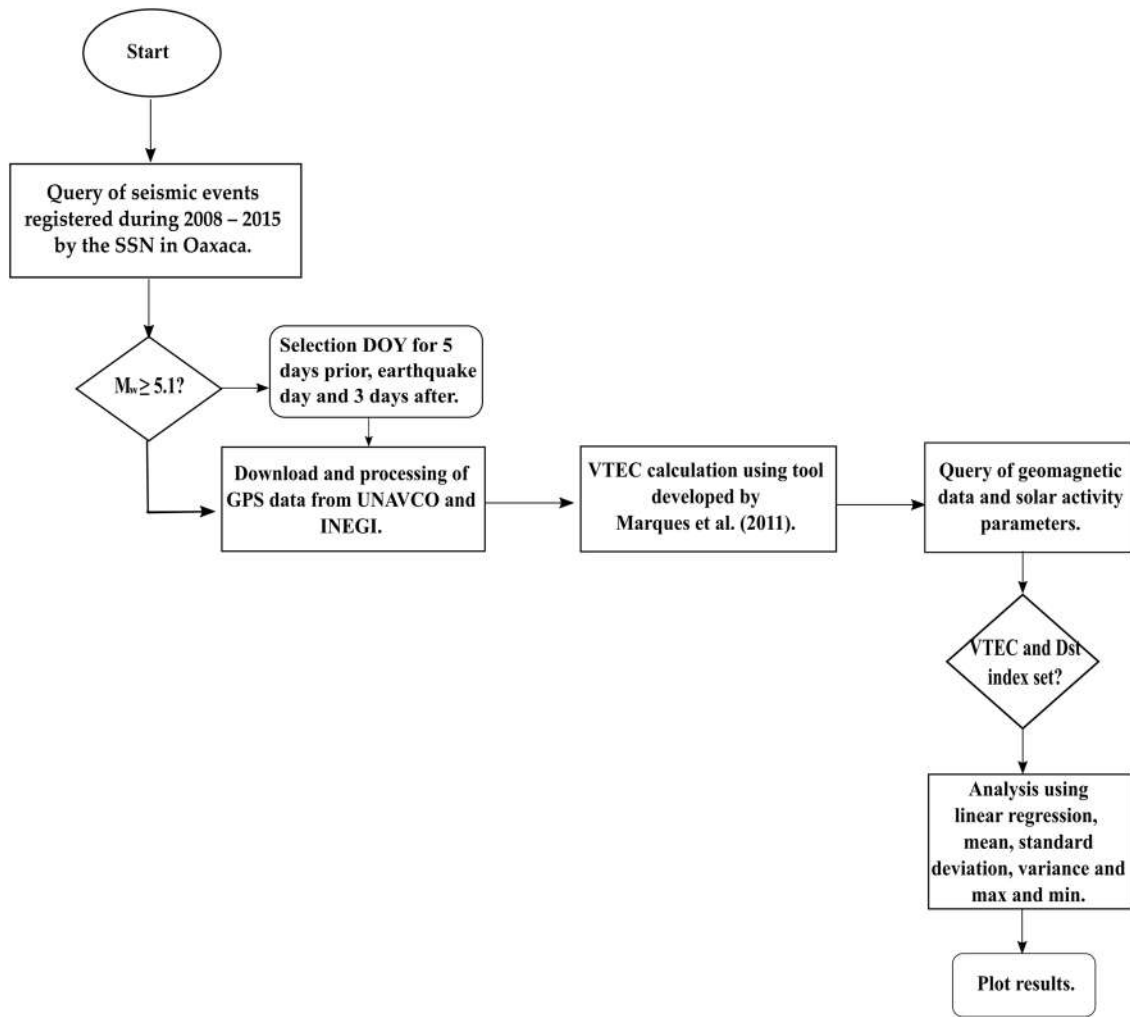 Start
Query of seismic events
registered during 2008 – 2015
by the SSN in Oaxaca.
Mw ≥ 5.1?
Selection DOY for 5
days prior, earthquake
day and 3 days after.
Download and processing of
GPS data from UNAVCO and
INEGI.
VTEC calculation using tool
developed by
Marques et al. (2011).
Query of geomagnetic
data and solar activity
parameters.
VTEC and Dst
index set?
Analysis using
linear regression,
mean, standard
deviation, variance and
max and min.
Plot results.